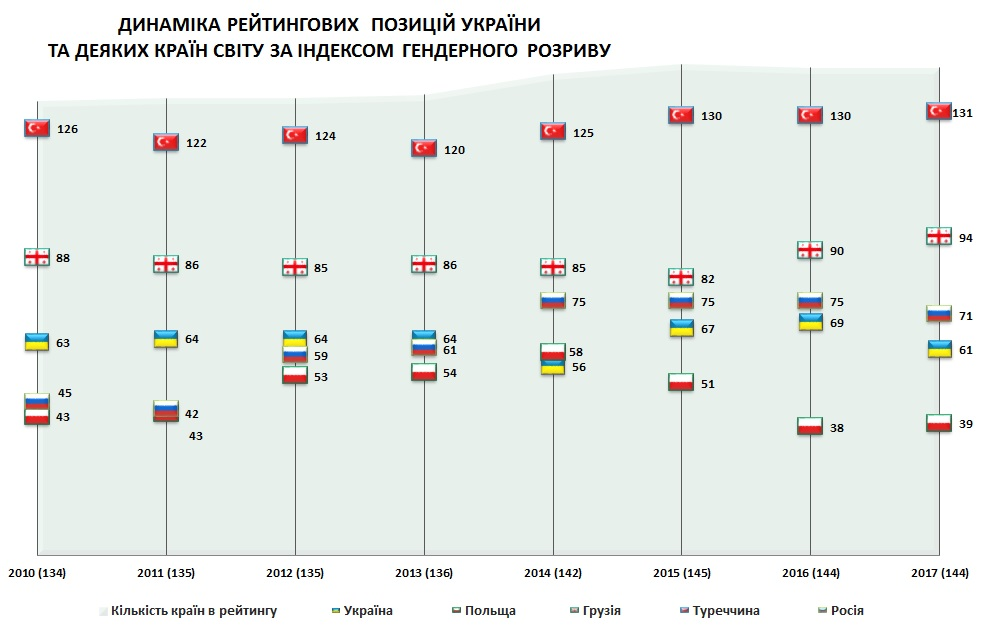 ДИНАМІКА РЕЙТИНГОВИХ ПОЗИЦІЙ УКРАЇНИ
ТА ДЕЯКИХ КРАЇН СВІТУ ЗА ІНДЕКСОМ ГЕНДЕРНОГО РОЗРИВУ
126 122 124 120 125 130 130 131
88 86 85 86 85 82 90 94
75 75 75 71
63 64 64 64 67 69 61
59 61 58 56
45 53 54 51
43 42 38 39
43
2010 (134) 2011 (135) 2012 (135) 2013 (136) 2014 (142) 2015 (145) 2016 (144) 2017 (144)
Кількість країн в рейтингу Україна Польща Грузія Туреччина Росія